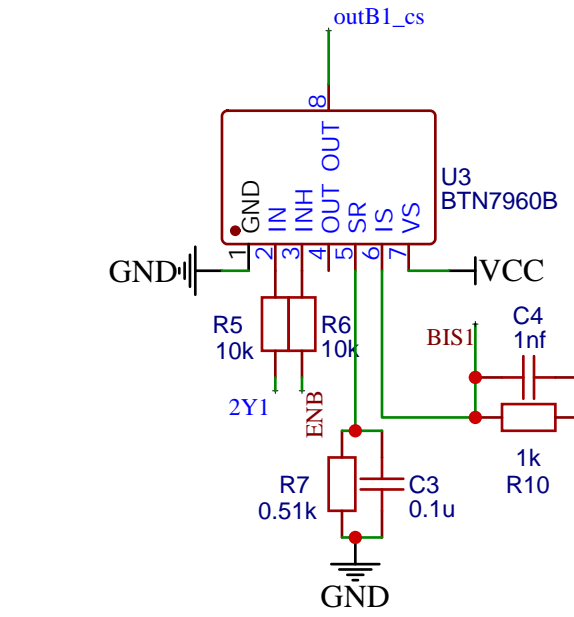 outB1_cs
8
U3
BTN7960B
GND
IN
INH
OUT
OUT
SR
IS
VS
1
2
3
4
5
6
7
GND
VCC
R5
10k
R6
10k
2Y1
ENB
BIS1
C4
1nf
1k
R10
R7
0.51k
C3
0.1u
GND